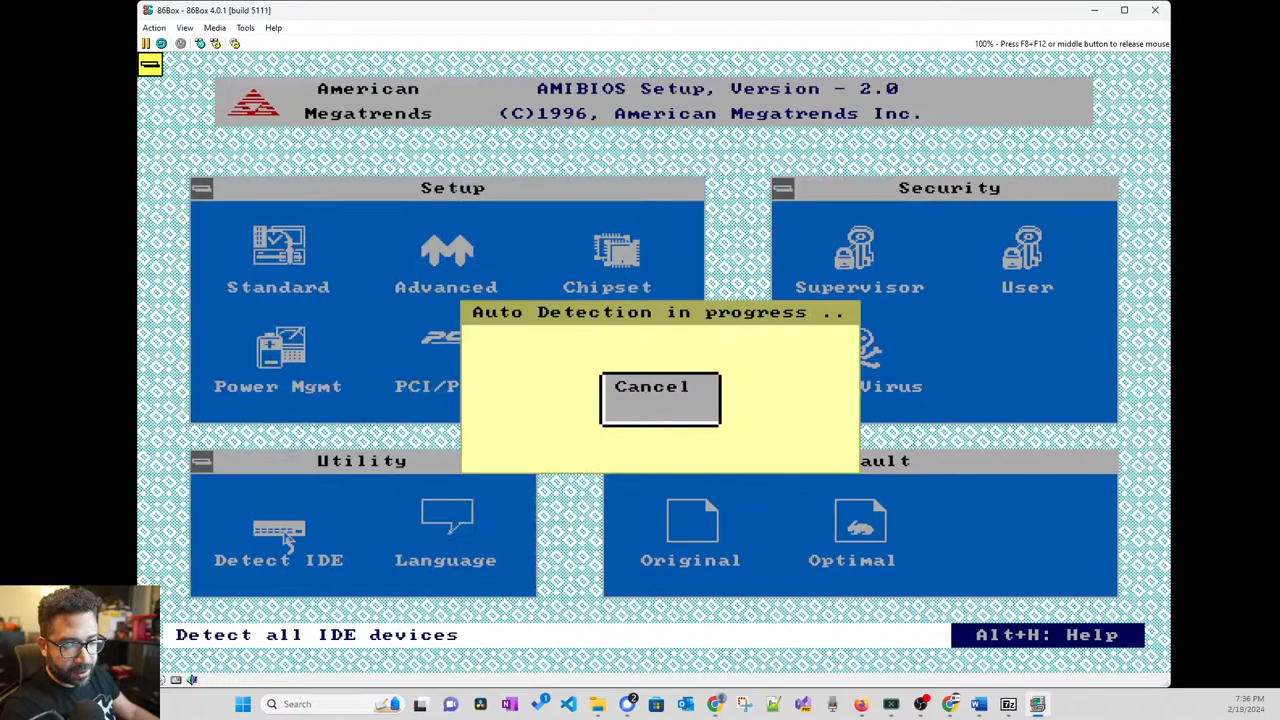 86Box - 86Box 4.0.1 [build 5111]
Action View Media Tools Help
100% - Press F8+F12 or middle button to release mouse
American Megatrends
AMIBIOS Setup, Version - 2.0
(C)1996, American Megatrends Inc.
Setup
Security
Standard Advanced Chipset
Supervisor User
Auto Detection in progress ..
Cancel
Power Mgmt PCI/P
Virus
Utility
ault
Detect IDE Language
Original Optimal
Detect all IDE devices
Alt+H: Help
Search
2
7:36 PM
2/19/2024